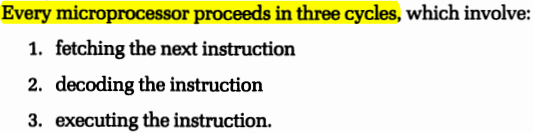 Every microprocessor proceeds in three cycles, which involve:
1. fetching the next instruction
2. decoding the instruction
3. executing the instruction.